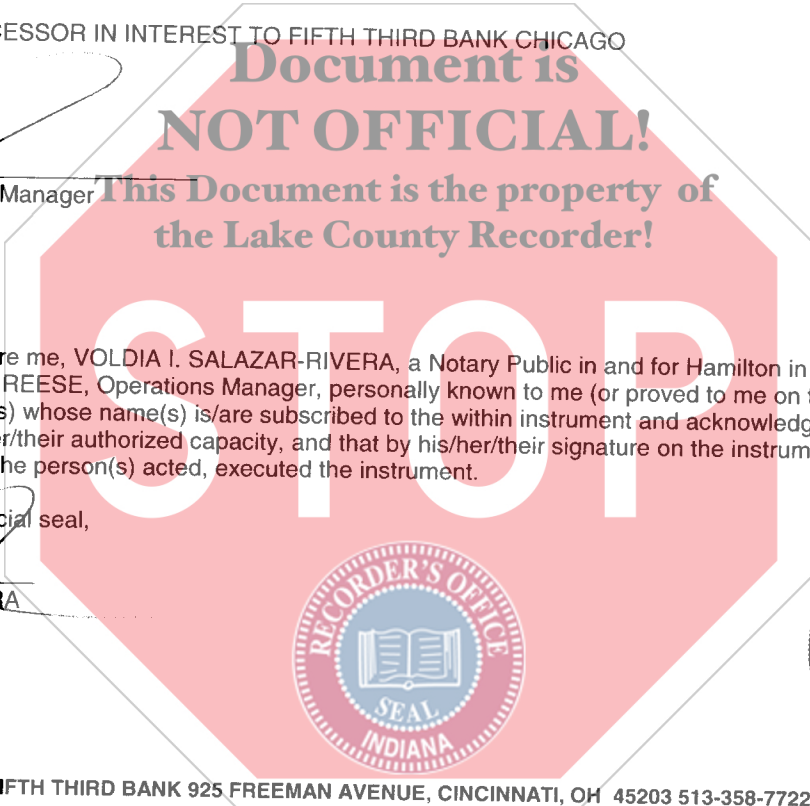 CESSOR IN INTEREST TO FIFTH THIRD BANK CHICAGO
Document is
NOT OFFICIAL!
Manager
This Document is the property of
the Lake County Recorder!
STOP
re me, VOLDIA I. SALAZAR-RIVERA, a Notary Public in and for Hamilton in
REESE, Operations Manager, personally known to me (or proved to me on
s) whose name(s) is/are subscribed to the within instrument and acknowledg
er/their authorized capacity, and that by his/her/their signature on the instrum
he person(s) acted, executed the instrument.
cial seal,
RA
RECORDER'S OFFICE
SEAL
INDIANA
IFTH THIRD BANK 925 FREEMAN AVENUE, CINCINNATI, OH 45203 513-358-7722